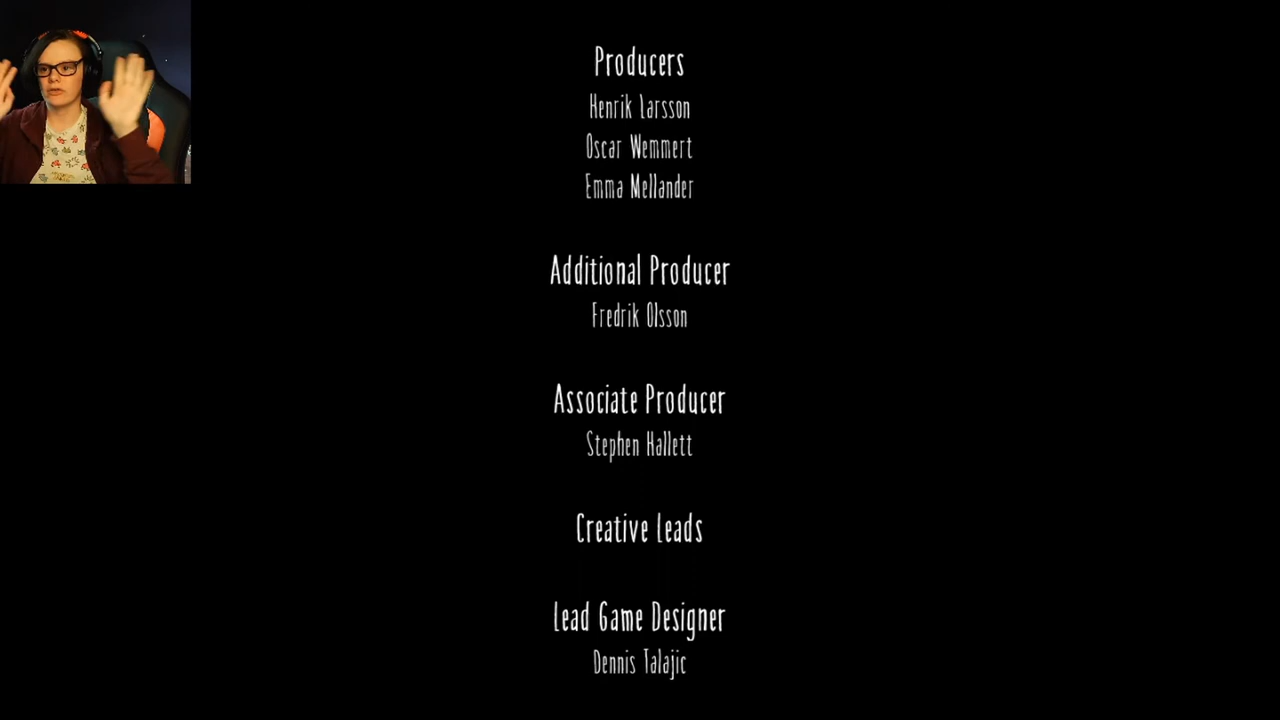 Producers
Henrik Larsson
Oscar Wemmert
Emma Mellander
Additional Producer
Fredrik Olsson
Associate Producer
Stephen Hallett
Creative Leads
Lead Game Designer
Dennis Talajic